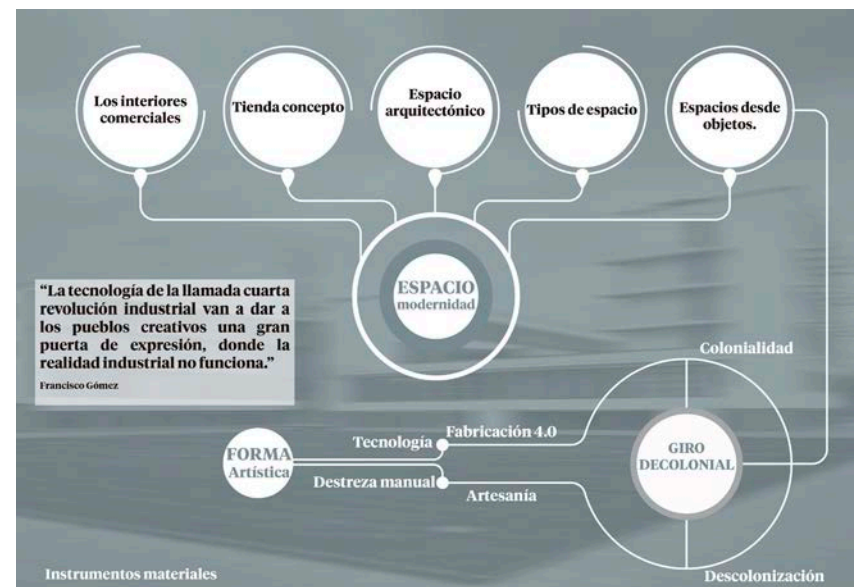 Los interiores
comerciales
Tienda concepto
Espacio
arquitectónico
Tipos de espacio
Espacios desde
objetos.
ESPACIO
modernidad
“La tecnología de la llamada cuarta
revolución industrial van a dar a
los pueblos creativos una gran
puerta de expresión, donde la
realidad industrial no funciona.”
Francisco Gómez
Colonialidad
FORMA
Artística
Tecnología
Fabricación 4.0
Destreza manual
Artesanía
GIRO
DECOLONIAL
Instrumentos materiales
Descolonización